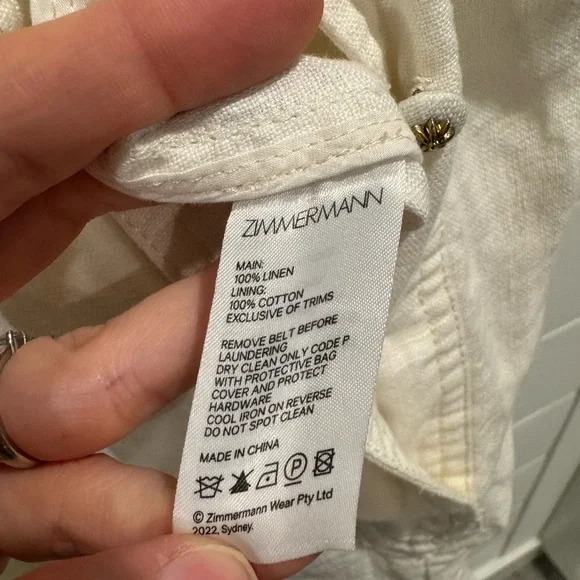 ZIMMERMANN
MAIN:
100% LINEN
LINING:
100% COTTON
EXCLUSIVE OF TRIMS
REMOVE BELT BEFORE
LAUNDERING
DRY CLEAN ONLY CODE P
WITH PROTECTIVE BAG
COVER AND PROTECT
HARDWARE
COOL IRON ON REVERSE
DO NOT SPOT CLEAN
MADE IN CHINA
P
© Zimmermann Wear Pty Ltd
2022, Sydney.